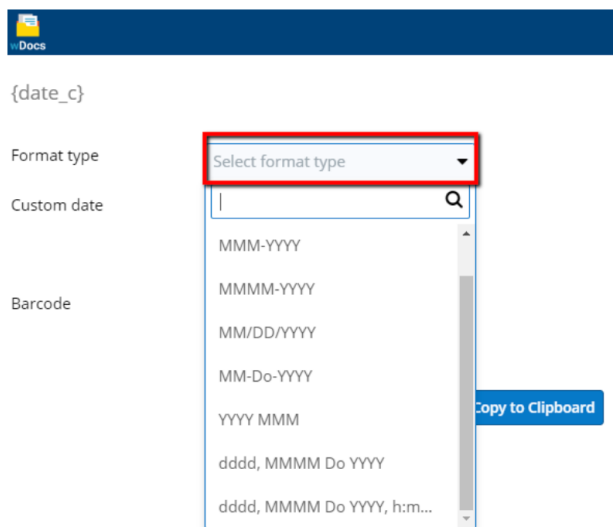 wDocs
{date_c}
Format type
Select format type
Custom date
MMM-YYYY
MMMM-YYYY
Barcode
MM/DD/YYYY
MM-Do-YYYY
Copy to Clipboard
YYYY MMM
dddd, MMMM Do YYYY
dddd, MMMM Do YYYY, h:m...